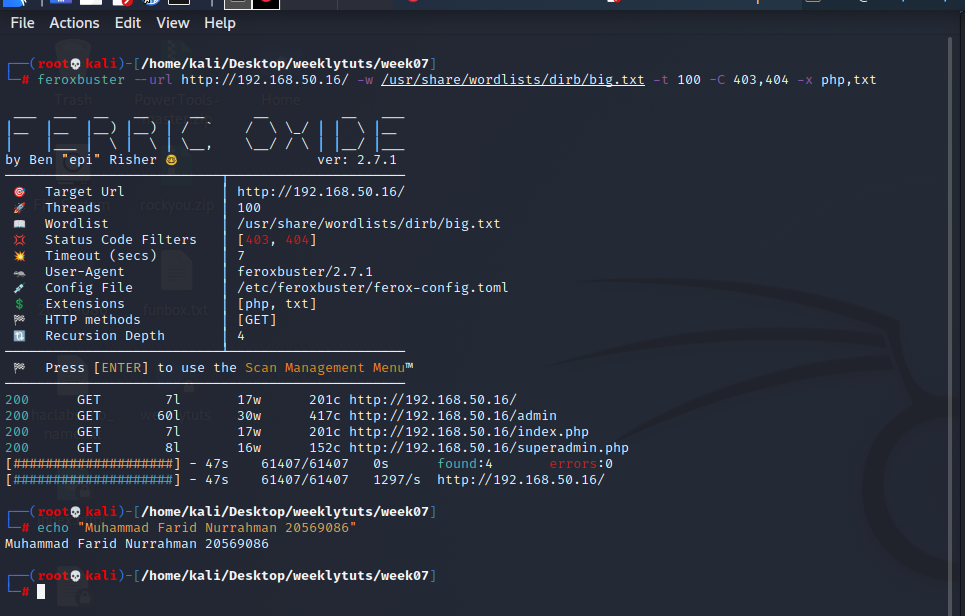 File Actions Edit View Help
┌──(root💀kali)-[/home/kali/Desktop/weeklytuts/week07]
└─# feroxbuster --url http://192.168.50.16/ -w /usr/share/wordlists/dirb/big.txt -t 100 -C 403,404 -x php,txt
FERRIC OXIDE
by Ben "epi" Risher 🤓 ver: 2.7.1
🎯 Target Url │ http://192.168.50.16/
🚀 Threads │ 100
📖 Wordlist │ /usr/share/wordlists/dirb/big.txt
💢 Status Code Filters │ [403, 404]
💥 Timeout (secs) │ 7
🦡 User-Agent │ feroxbuster/2.7.1
💉 Config File │ /etc/feroxbuster/ferox-config.toml
💲 Extensions │ [php, txt]
🏁 HTTP methods │ [GET]
🔃 Recursion Depth │ 4
🏁 Press [ENTER] to use the Scan Management Menu™
200 GET 7l 17w 201c http://192.168.50.16/
200 GET 60l 30w 417c http://192.168.50.16/admin
200 GET 7l 17w 201c http://192.168.50.16/index.php
200 GET 8l 16w 152c http://192.168.50.16/superadmin.php
[####################] - 47s 61407/61407 0s found:4 errors:0
[####################] - 47s 61407/61407 1297/s http://192.168.50.16/
┌──(root💀kali)-[/home/kali/Desktop/weeklytuts/week07]
└─# echo "Muhammad Farid Nurrahman 20569086"
Muhammad Farid Nurrahman 20569086
┌──(root💀kali)-[/home/kali/Desktop/weeklytuts/week07]
└─#
Trash
PowerTools-
Home
rockyou.zip
funbox.txt